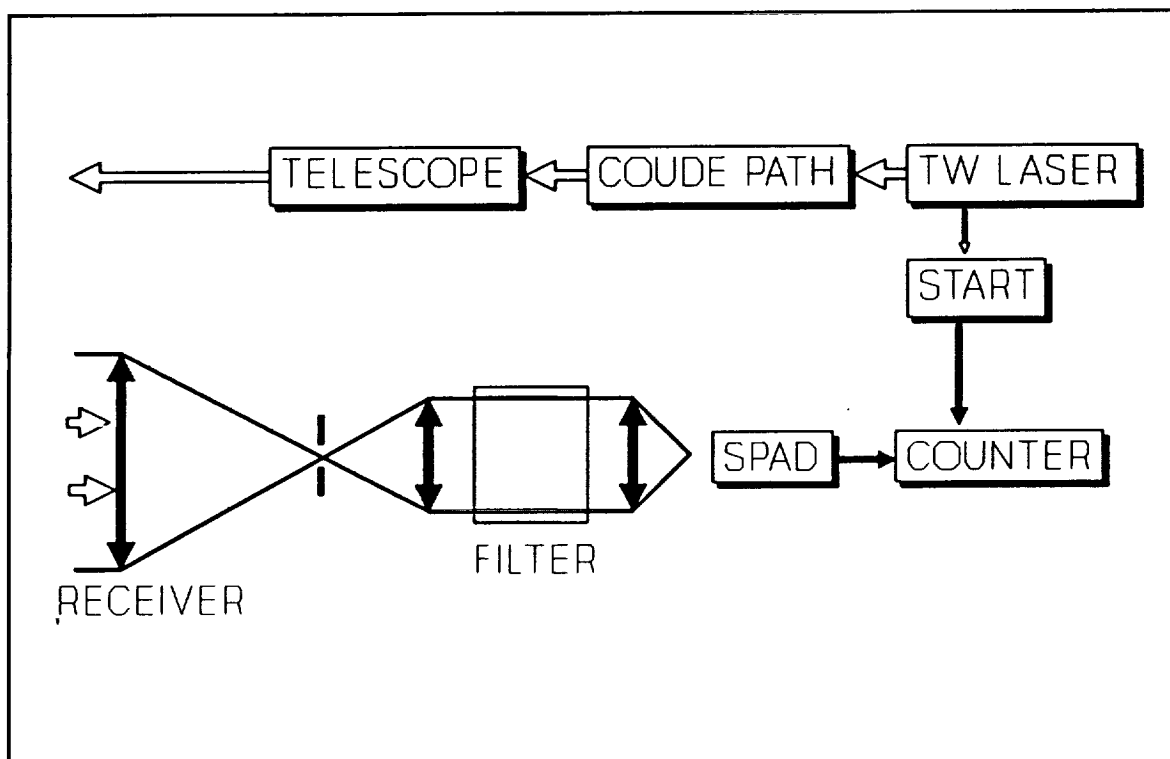 TELESCOPE
COUDE PATH
TW LASER
START
SPAD
COUNTER
FILTER
RECEIVER